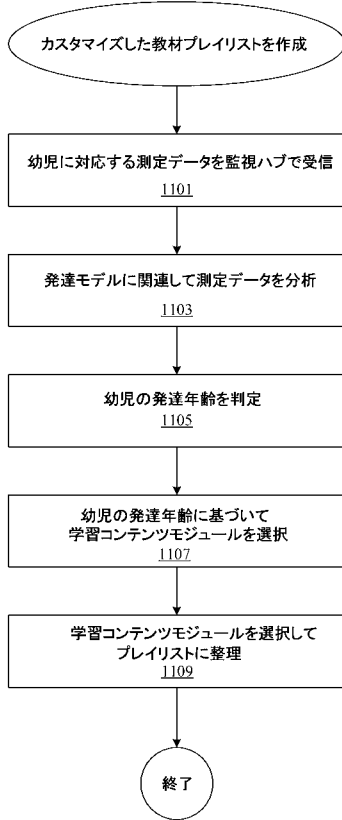 カスタマイズした教材プレイリストを作成
幼児に対応する測定データを監視ハブで受信
1101
発達モデルに関連して測定データを分析
1103
幼児の発達年齢を判定
1105
幼児の発達年齢に基づいて
学習コンテンツモジュールを選択
1107
学習コンテンツモジュールを選択して
プレイリストに整理
1109
終了